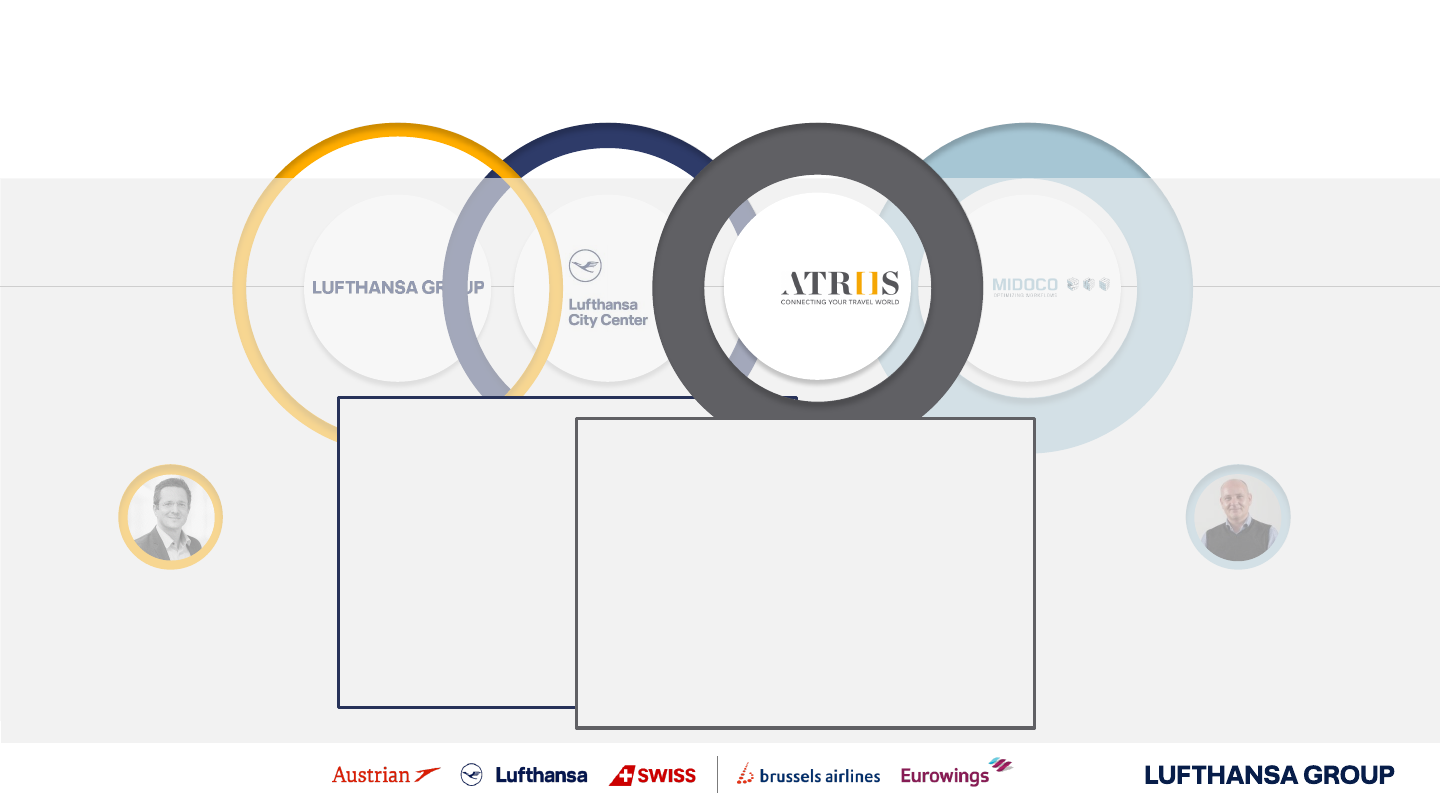 LUFTHANSA GROUP
Lufthansa
City Center
ATRIIS
CONNECTING YOUR TRAVEL WORLD
MIDOCO
OPTIMIZING WORKFLOWS
Austrian
Lufthansa
SWISS
brussels airlines
Eurowings
LUFTHANSA GROUP